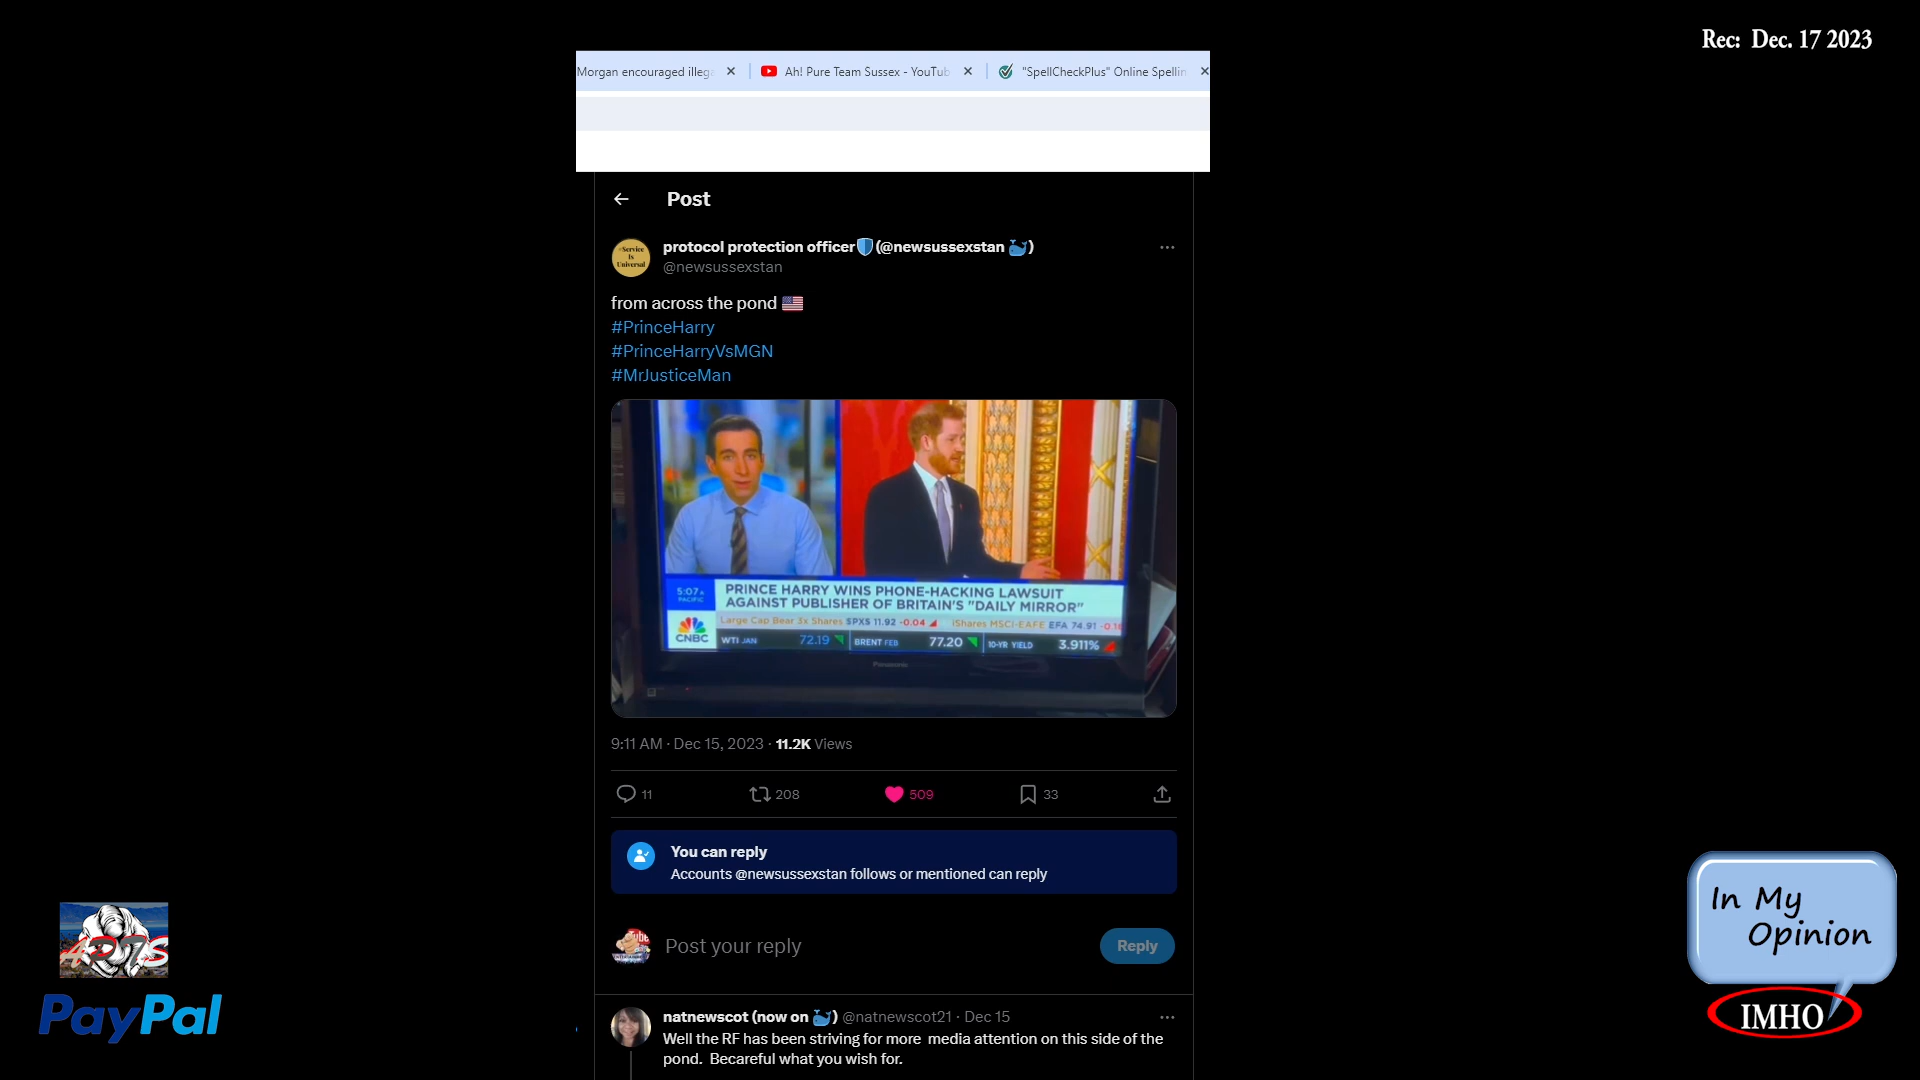 Rec: Dec. 17 2023
Morgan encouraged illeg
Ah! Pure Team Sussex - YouTub
"SpellCheckPlus" Online Spellin
Post
#Service
Is
Universal
protocol protection officer🛡️(@newsussexstan 🐳)
@newsussexstan
from across the pond 🇺🇸
#PrinceHarry
#PrinceHarryVsMGN
#MrJusticeMan
5:07A
PACIFIC
PRINCE HARRY WINS PHONE-HACKING LAWSUIT
AGAINST PUBLISHER OF BRITAIN'S "DAILY MIRROR"
Large Cap Bear 3x Shares SPXS 11.92 -0.04 iShares MSCI-EAFE EFA 74.91
CNBC
WTI JAN 72.19 BRENT FEB 77.20 10-YR YIELD 3.911%
Panasonic
9:11 AM · Dec 15, 2023 · 11.2K Views
11 208 509 33
You can reply
Accounts @newsussexstan follows or mentioned can reply
Post your reply
Reply
natnewscot (now on 🐳) @natnewscot21 · Dec 15
Well the RF has been striving for more media attention on this side of the
pond. Becareful what you wish for.
APTS
PayPal
In My
Opinion
IMHO